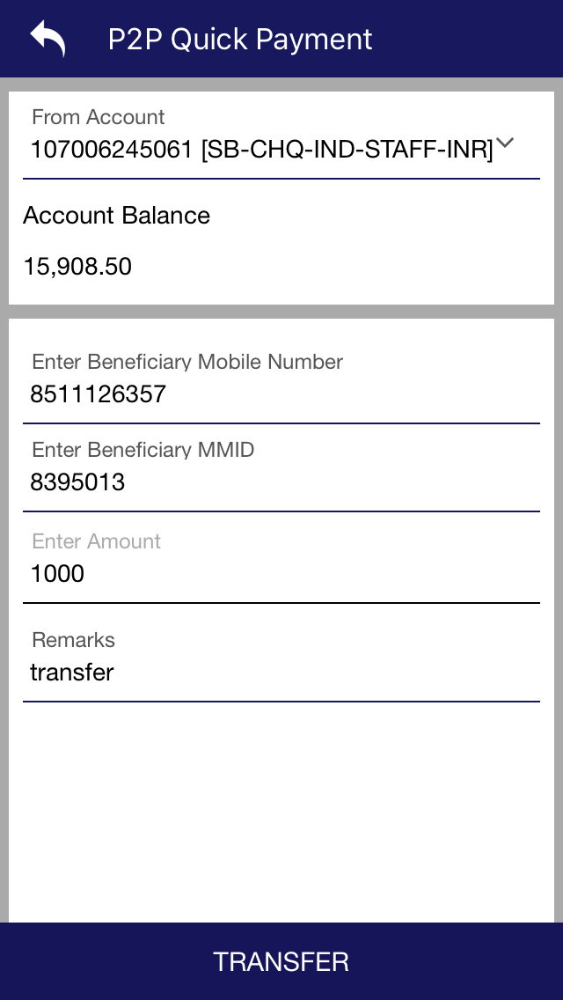 P2P Quick Payment
From Account
107006245061 [SB-CHQ-IND-STAFF-INR]
Account Balance
15,908.50
Enter Beneficiary Mobile Number
8511126357
Enter Beneficiary MMID
8395013
Enter Amount
1000
Remarks
transfer
TRANSFER